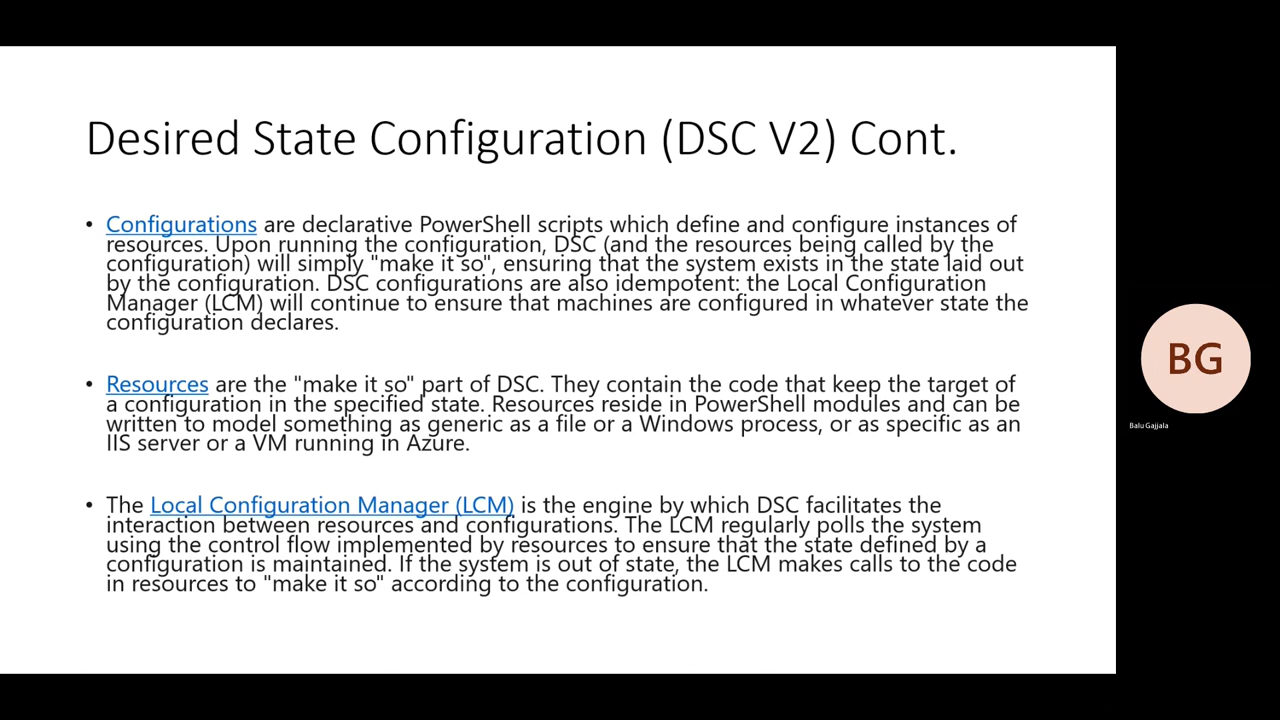 Desired State Configuration (DSC V2) Cont.
• Configurations are declarative PowerShell scripts which define and configure instances of
resources. Upon running the configuration, DSC (and the resources being called by the
configuration) will simply "make it so", ensuring that the system exists in the state laid out
by the configuration. DSC configurations are also idempotent: the Local Configuration
Manager (LCM) will continue to ensure that machines are configured in whatever state the
configuration declares.
• Resources are the "make it so" part of DSC. They contain the code that keep the target of
a configuration in the specified state. Resources reside in PowerShell modules and can be
written to model something as generic as a file or a Windows process, or as specific as an
IIS server or a VM running in Azure.
• The Local Configuration Manager (LCM) is the engine by which DSC facilitates the
interaction between resources and configurations. The LCM regularly polls the system
using the control flow implemented by resources to ensure that the state defined by a
configuration is maintained. If the system is out of state, the LCM makes calls to the code
in resources to "make it so" according to the configuration.
BG
Balu Gajjala